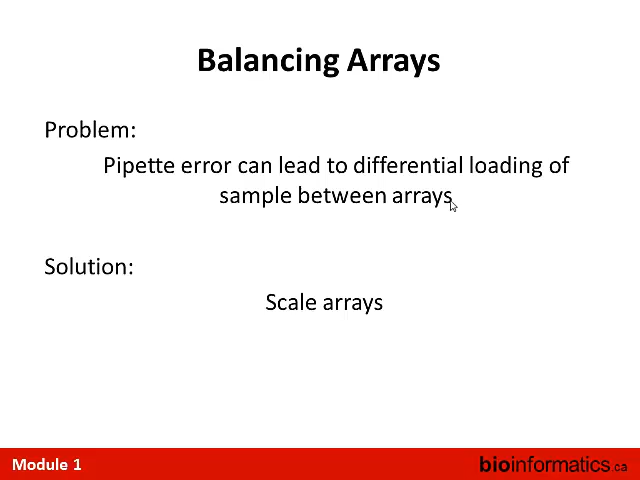 Balancing Arrays
Problem:
Pipette error can lead to differential loading of
sample between arrays
Solution:
Scale arrays
Module 1
bioinformatics.ca